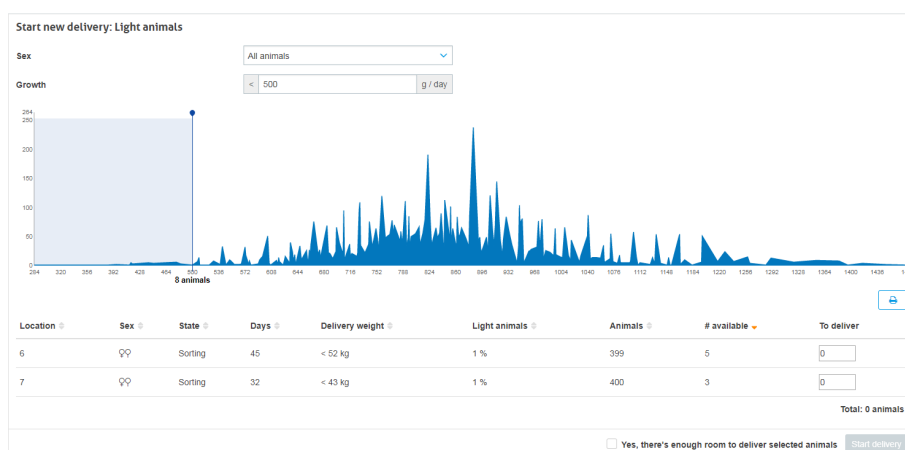 Start new delivery: Light animals
Sex All animals
Growth < 500 g / day
264
250
200
150
100
50
0
284 320 356 392 428 464 500 536 572 608 644 680 716 752 788 824 860 896 932 968 1004 1040 1076 1112 1148 1184 1220 1256 1292 1328 1364 1400 1436
8 animals
Location Sex State Days Delivery weight Light animals Animals # available To deliver
6 ♀♀ Sorting 45 < 52 kg 1 % 399 5 0
7 ♀♀ Sorting 32 < 43 kg 1 % 400 3 0
Total: 0 animals
Yes, there's enough room to deliver selected animals Start delivery